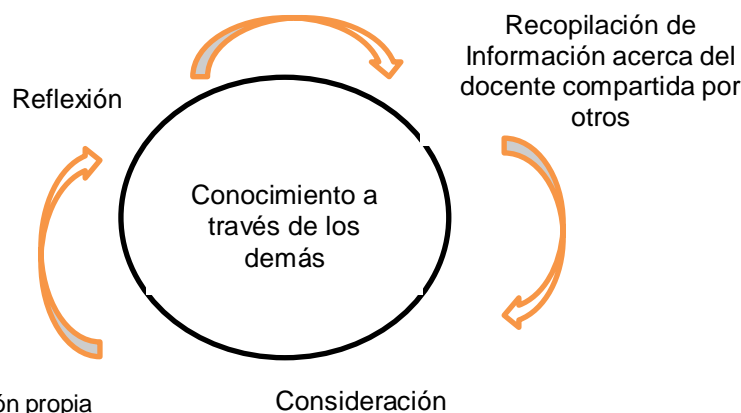 Recopilación de
Información acerca del
docente compartida por
otros
Reflexión
Conocimiento a
través de los
demás
Consideración
propia